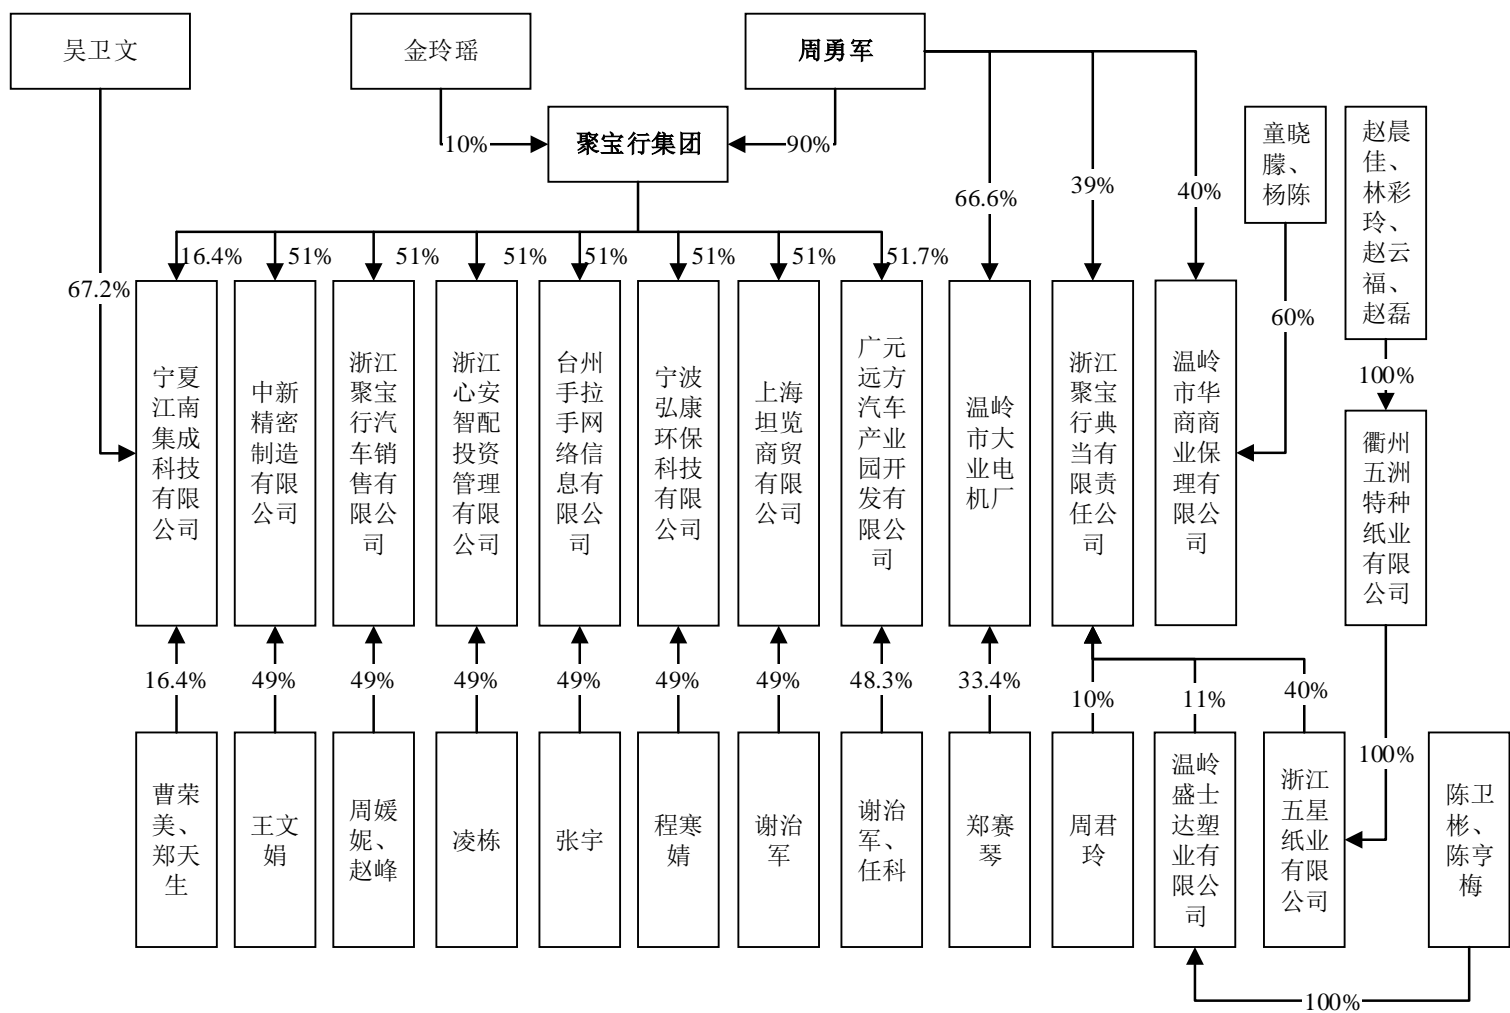 吴卫文
金玲瑶
周勇军
10%
聚宝行集团
90%
66.6%
39%
40%
童晓
朦、
杨陈
赵晨
佳、
林彩
玲、
赵云
福、
赵磊
67.2%
16.4%
51%
51%
51%
51%
51%
51%
51.7%
60%
100%
宁夏
江南
集成
科技
有限
公司
中新
精密
制造
有限
公司
浙江
聚宝
行汽
车销
售有
限公
司
浙江
心安
智配
投资
管理
有限
公司
台州
手拉
手网
络信
息有
限公
司
宁波
弘康
环保
科技
有限
公司
上海
坦览
商贸
有限
公司
广元
远方
汽车
产业
园开
发有
限公
司
温岭
市大
业电
机厂
浙江
聚宝
行典
当有
限责
任公
司
温岭
市华
商商
业保
理有
限公
司
衢州
五洲
特种
纸业
有限
公司
16.4%
49%
49%
49%
49%
49%
49%
48.3%
33.4%
10%
11%
40%
100%
曹荣
美、
郑天
生
王文
娟
周媛
妮、
赵峰
凌栋
张宇
程寒
婧
谢治
军
谢治
军、
任科
郑赛
琴
周君
玲
温岭
盛士
达塑
业有
限公
司
浙江
五星
纸业
有限
公司
陈卫
彬、
陈亨
梅
100%